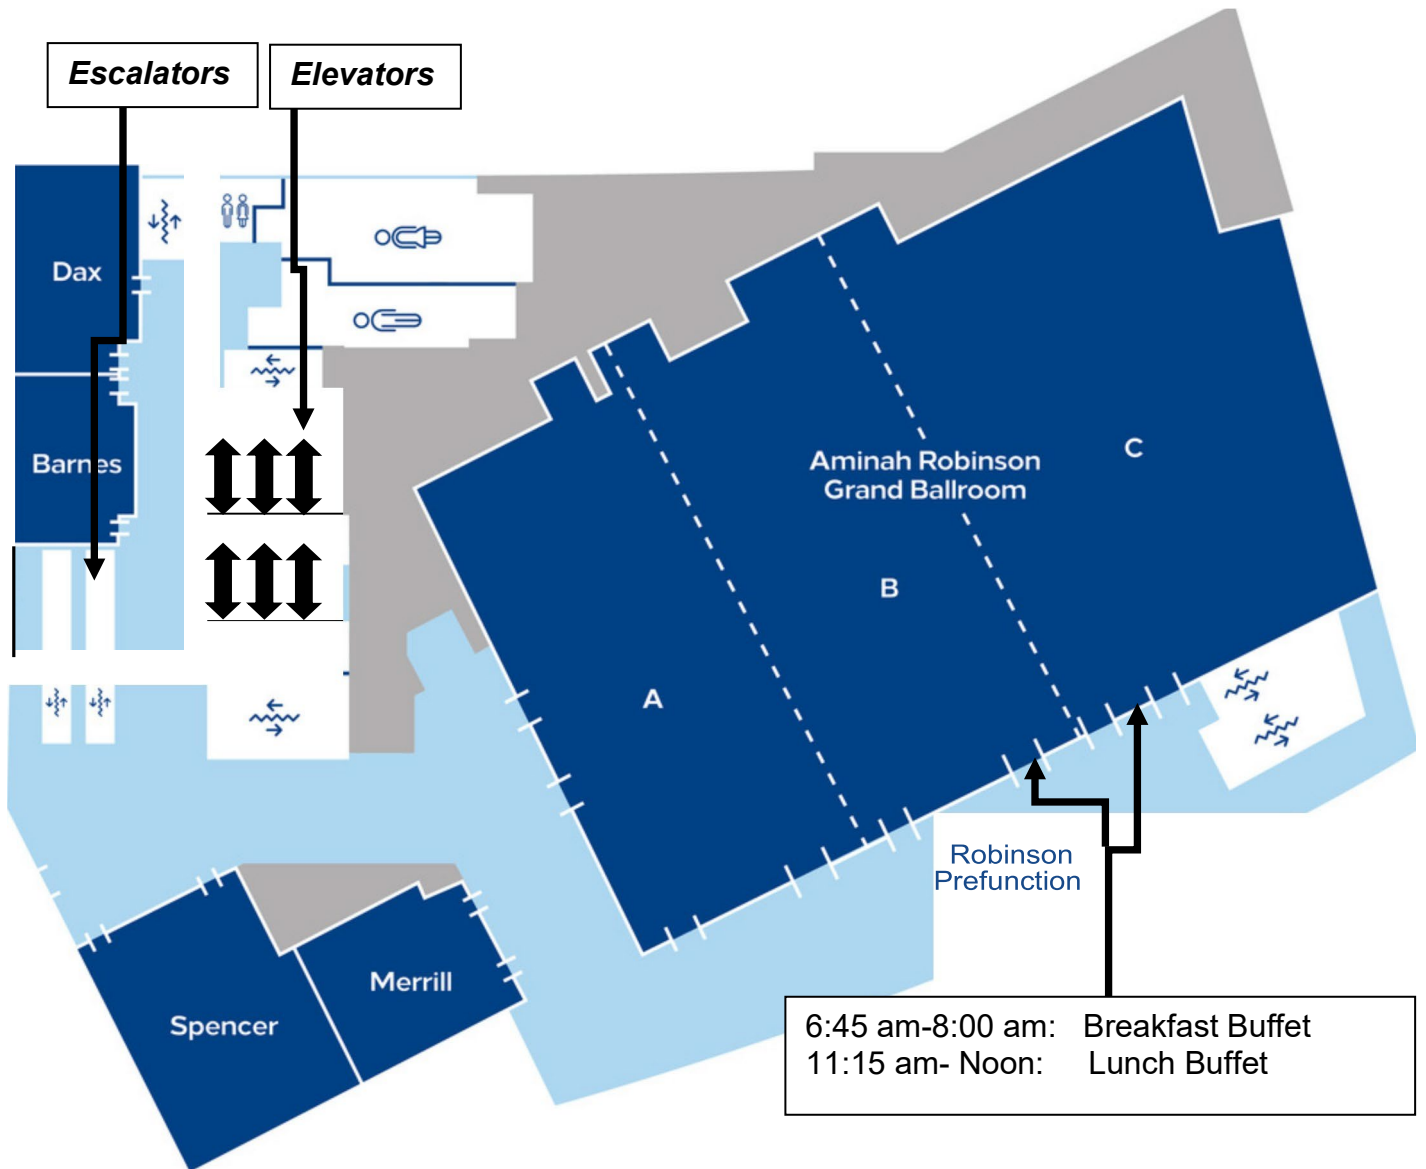 Escalators
Elevators
Dax
Barnes
Aminah Robinson
Grand Ballroom
C
B
A
Robinson
Prefunction
Merrill
Spencer
6:45 am-8:00 am: Breakfast Buffet
11:15 am- Noon: Lunch Buffet